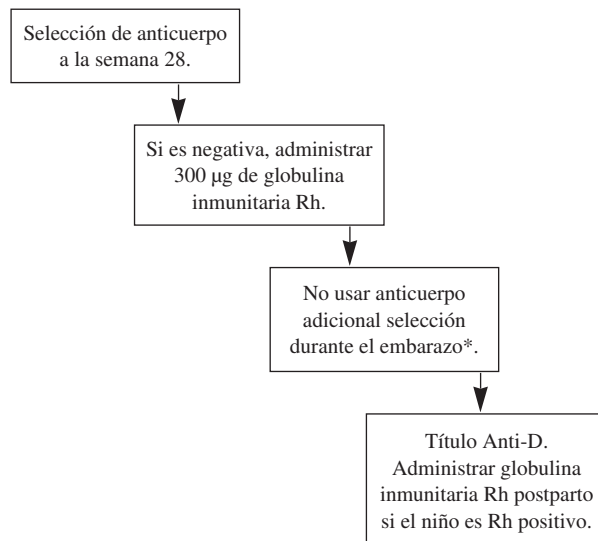 Selección de anticuerpo
a la semana 28.
Si es negativa, administrar
300 µg de globulina
inmunitaria Rh.
No usar anticuerpo
adicional selección
durante el embarazo*.
Título Anti-D.
Administrar globulina
inmunitaria Rh postparto
si el niño es Rh positivo.